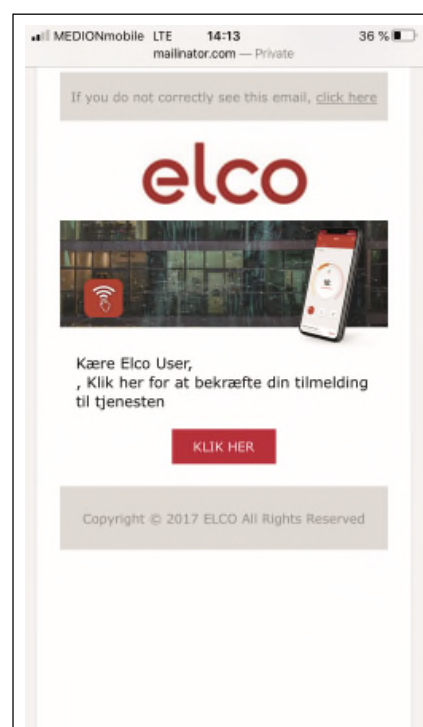 MEDIONmobile LTE 14:13 36 %
mailinator.com — Private
If you do not correctly see this email, click here
elco
Kære Elco User,
, Klik her for at bekræfte din tilmelding
til tjenesten
KLIK HER
Copyright © 2017 ELCO All Rights Reserved